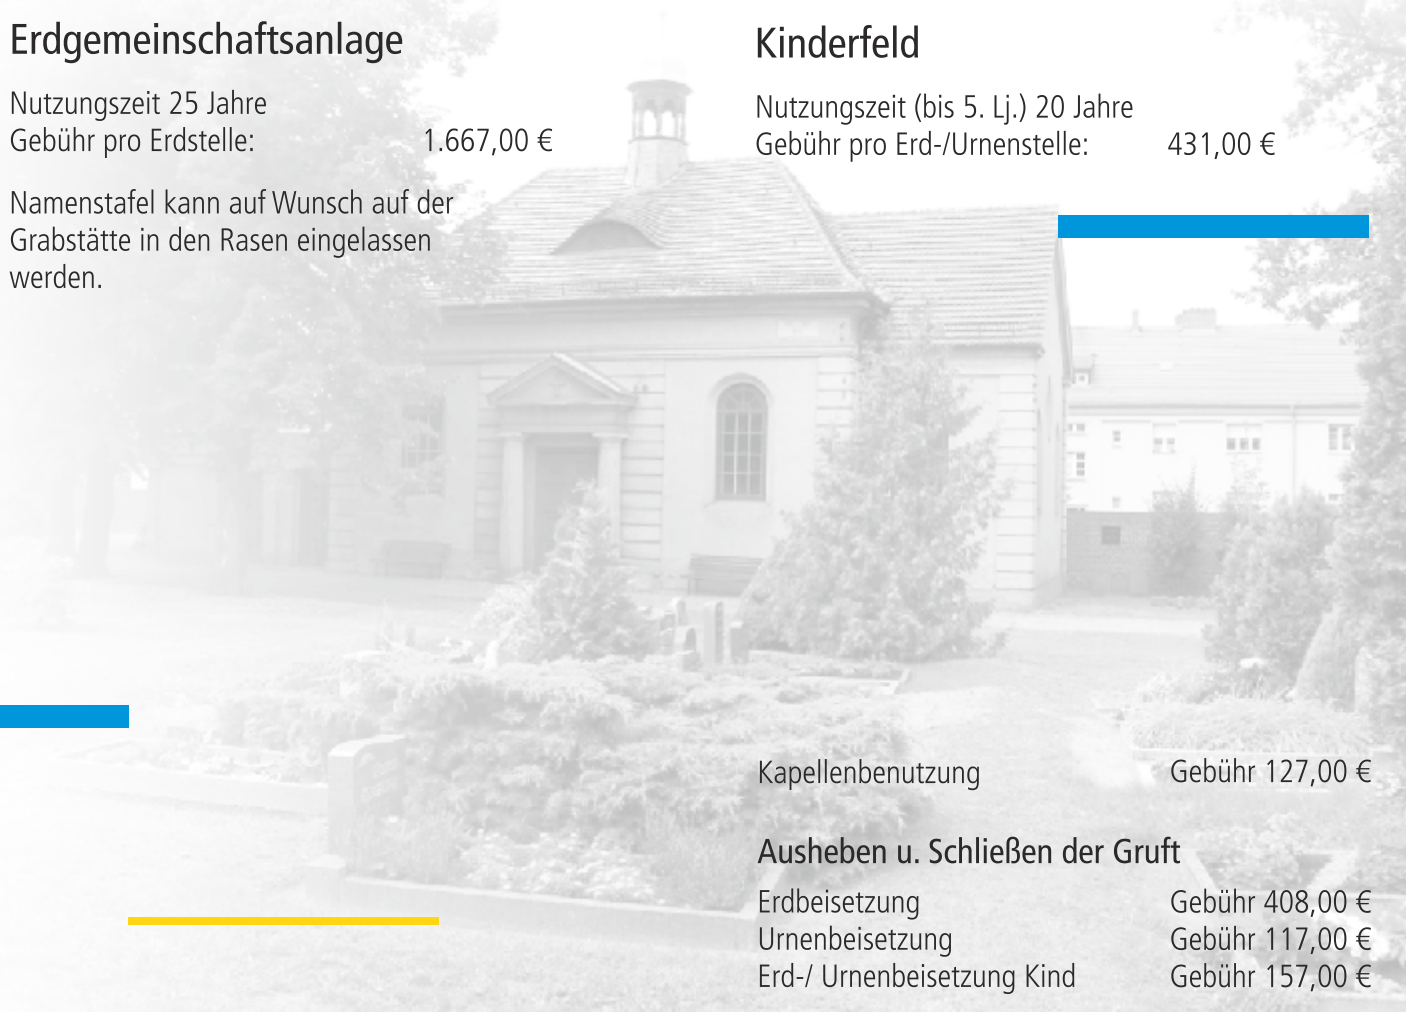 Erdgemeinschaftsanlage
Nutzungszeit 25 Jahre
Gebühr pro Erdstelle: 1.667,00 €
Namenstafel kann auf Wunsch auf der
Grabstätte in den Rasen eingelassen
werden.
Kinderfeld
Nutzungszeit (bis 5. Lj.) 20 Jahre
Gebühr pro Erd-/Urnenstelle: 431,00 €
Kapellenbenutzung Gebühr 127,00 €
Ausheben u. Schließen der Gruft
Erdbeisetzung Gebühr 408,00 €
Urnenbeisetzung Gebühr 117,00 €
Erd-/ Urnenbeisetzung Kind Gebühr 157,00 €